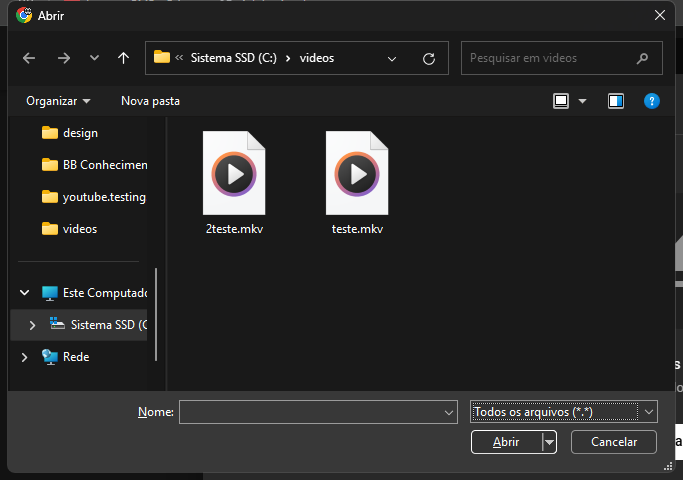 Abrir
Sistema SSD (C:)
videos
Pesquisar em videos
Organizar
Nova pasta
design
BB Conhecimen
youtube.testing
videos
2teste.mkv
teste.mkv
Este Computado
Sistema SSD (C
Rede
Nome:
Todos os arquivos (*.*)
Abrir
Cancelar